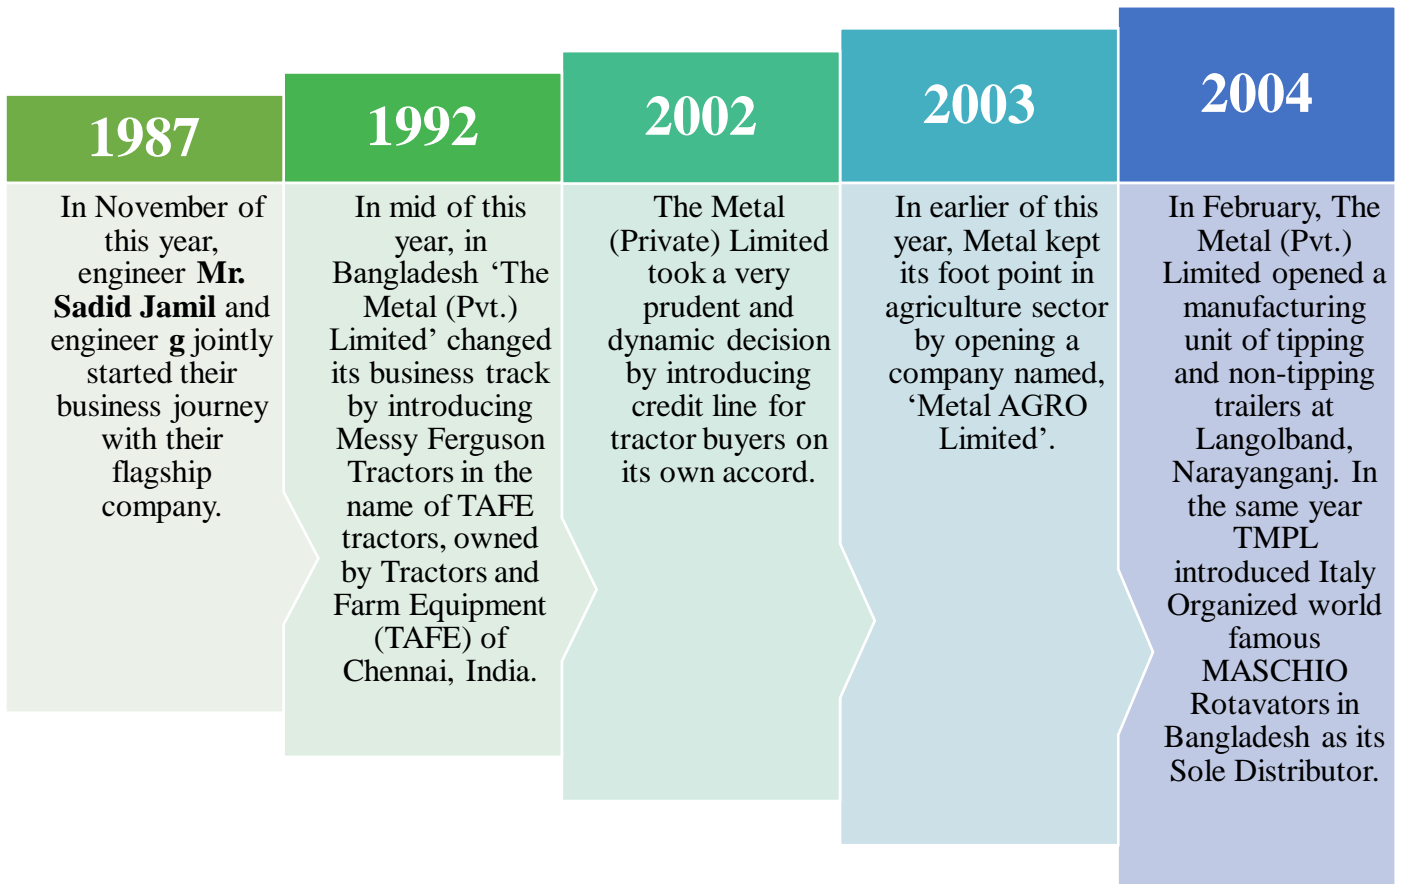 1987
In November of
this year,
engineer Mr.
Sadid Jamil and
engineer g jointly
started their
business journey
with their
flagship
company.
1992
In mid of this
year, in
Bangladesh ‘The
Metal (Pvt.)
Limited’ changed
its business track
by introducing
Messy Ferguson
Tractors in the
name of TAFE
tractors, owned
by Tractors and
Farm Equipment
(TAFE) of
Chennai, India.
2002
The Metal
(Private) Limited
took a very
prudent and
dynamic decision
by introducing
credit line for
tractor buyers on
its own accord.
2003
In earlier of this
year, Metal kept
its foot point in
agriculture sector
by opening a
company named,
‘Metal AGRO
Limited’.
2004
In February, The
Metal (Pvt.)
Limited opened a
manufacturing
unit of tipping
and non-tipping
trailers at
Langolband,
Narayanganj. In
the same year
TMPL
introduced Italy
Organized world
famous
MASCHIO
Rotavators in
Bangladesh as its
Sole Distributor.